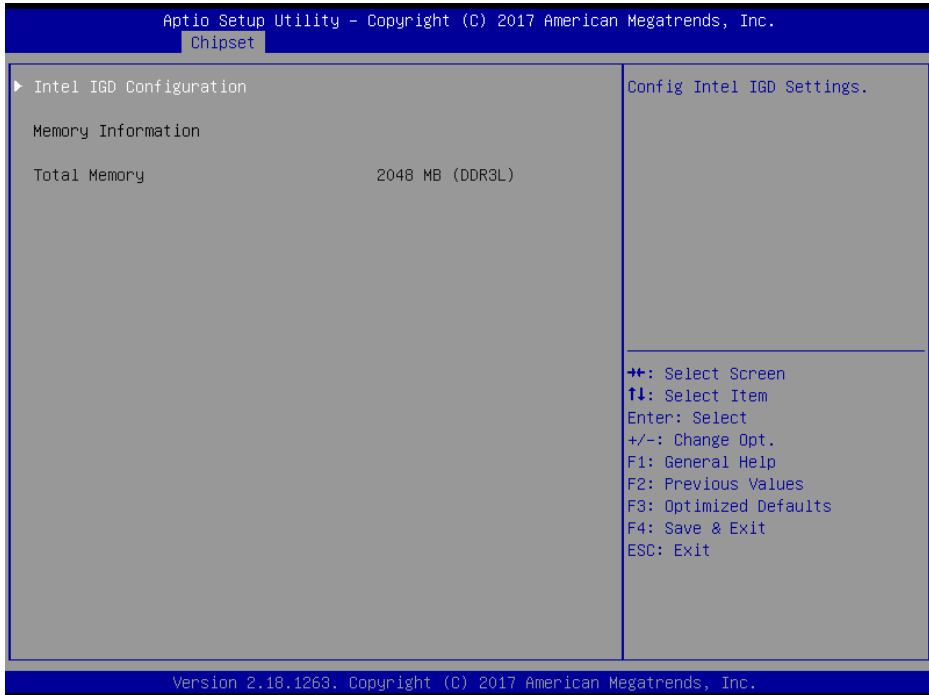 Aptio Setup Utility – Copyright (C) 2017 American Megatrends, Inc.
Chipset
▶ Intel IGD Configuration
Memory Information
Total Memory 2048 MB (DDR3L)
Config Intel IGD Settings.
→←: Select Screen
↑↓: Select Item
Enter: Select
+/-: Change Opt.
F1: General Help
F2: Previous Values
F3: Optimized Defaults
F4: Save & Exit
ESC: Exit
Version 2.18.1263. Copyright (C) 2017 American Megatrends, Inc.